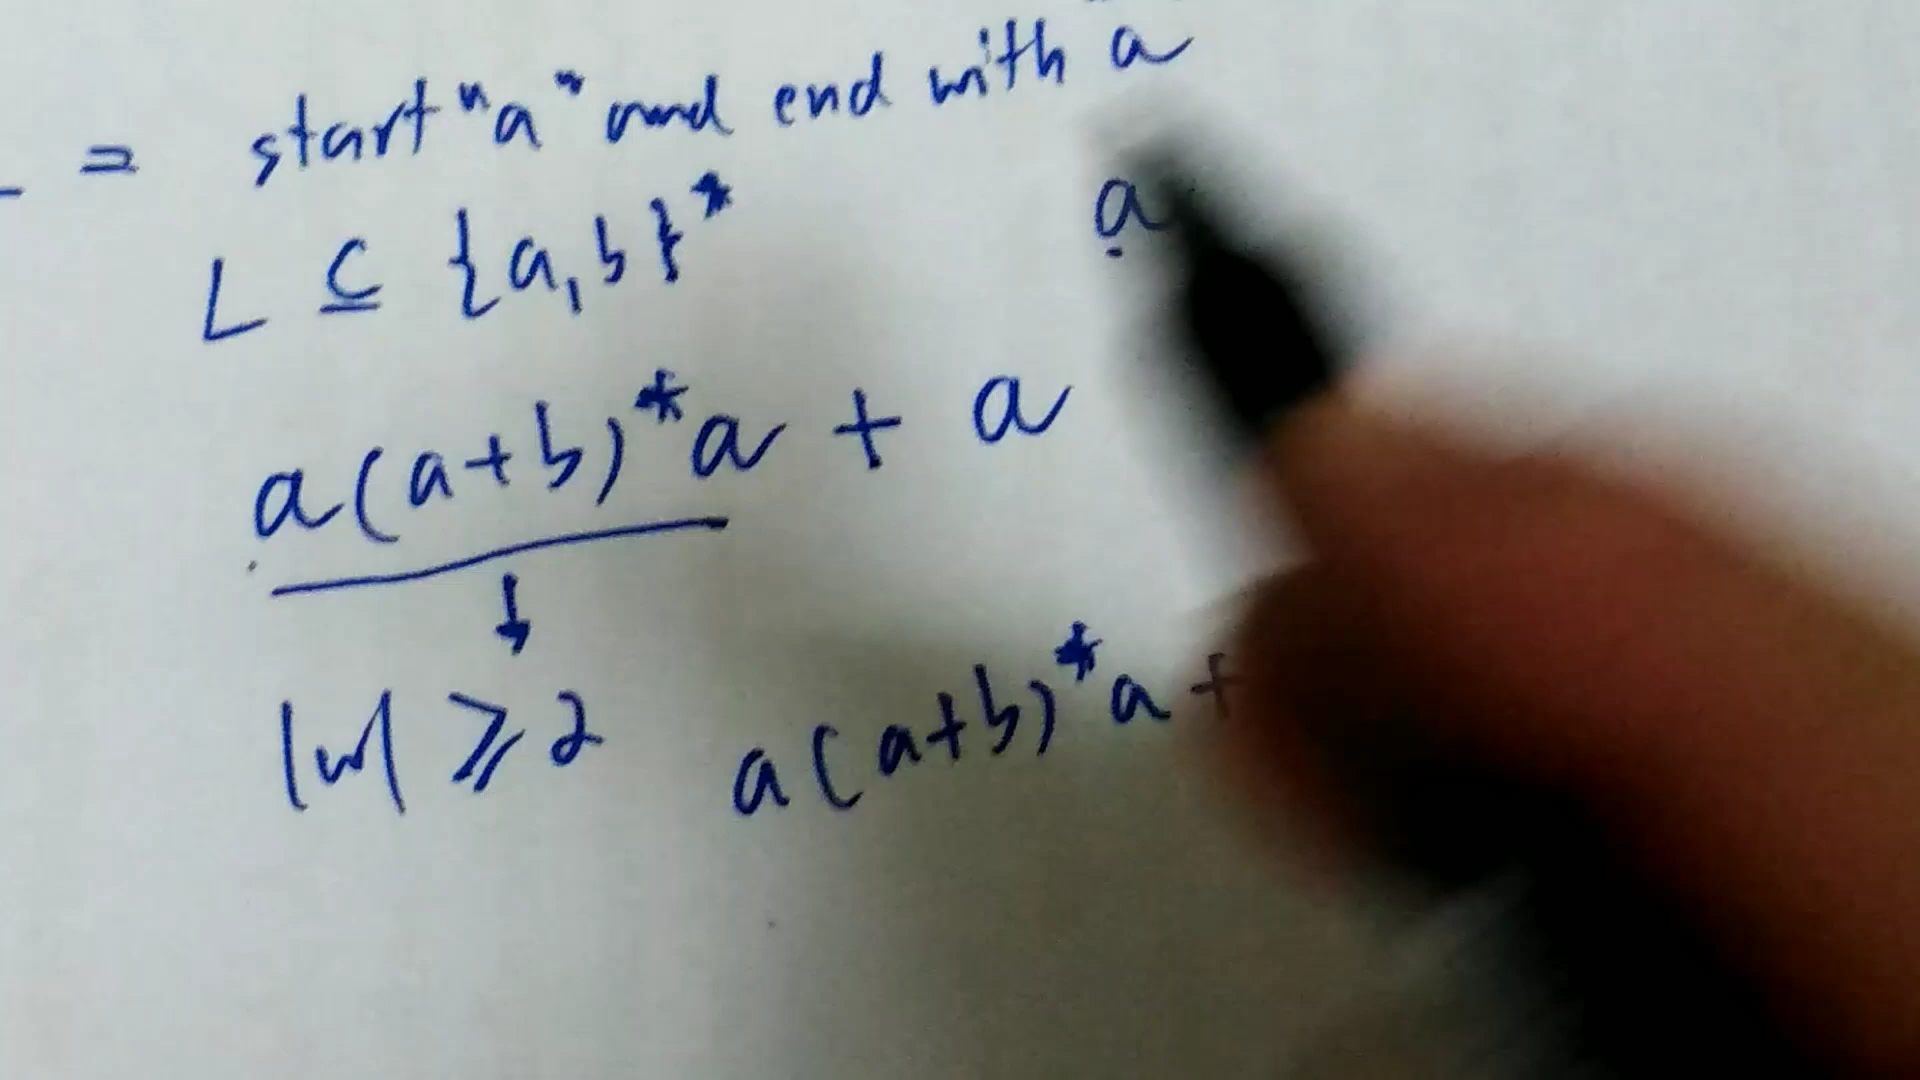 = start "a" and end with a
L ⊆ {a,b}*
a
a(a+b)*a + a
↓
|w| ≥ 2
a(a+b)*a +